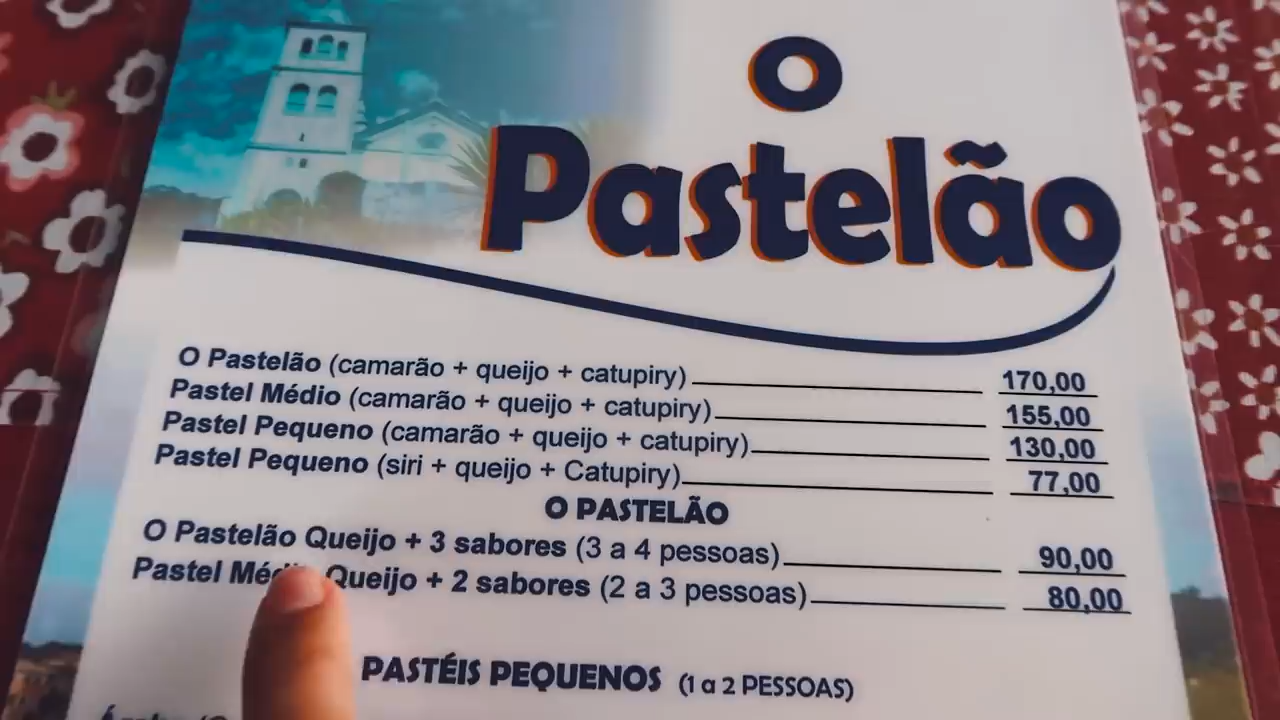 O
Pastelão
O Pastelão (camarão + queijo + catupiry) 170,00
Pastel Médio (camarão + queijo + catupiry) 155,00
Pastel Pequeno (camarão + queijo + catupiry) 130,00
Pastel Pequeno (siri + queijo + Catupiry) 77,00
O PASTELÃO
O Pastelão Queijo + 3 sabores (3 a 4 pessoas) 90,00
Pastel Médio Queijo + 2 sabores (2 a 3 pessoas) 80,00
PASTÉIS PEQUENOS (1 a 2 PESSOAS)